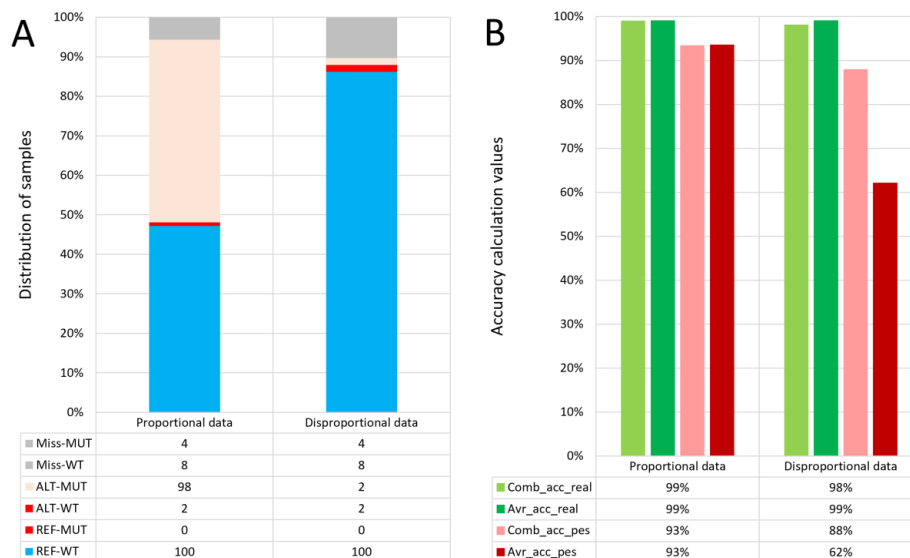 A
Distribution of samples
100%
90%
80%
70%
60%
50%
40%
30%
20%
10%
0%
Proportional data Disproportional data
Miss-MUT 4 4
Miss-WT 8 8
ALT-MUT 98 2
ALT-WT 2 2
REF-MUT 0 0
REF-WT 100 100
B
Accuracy calculation values
100%
90%
80%
70%
60%
50%
40%
30%
20%
10%
0%
Proportional data Disproportional data
Comb_acc_real 99% 98%
Avr_acc_real 99% 99%
Comb_acc_pes 93% 88%
Avr_acc_pes 93% 62%